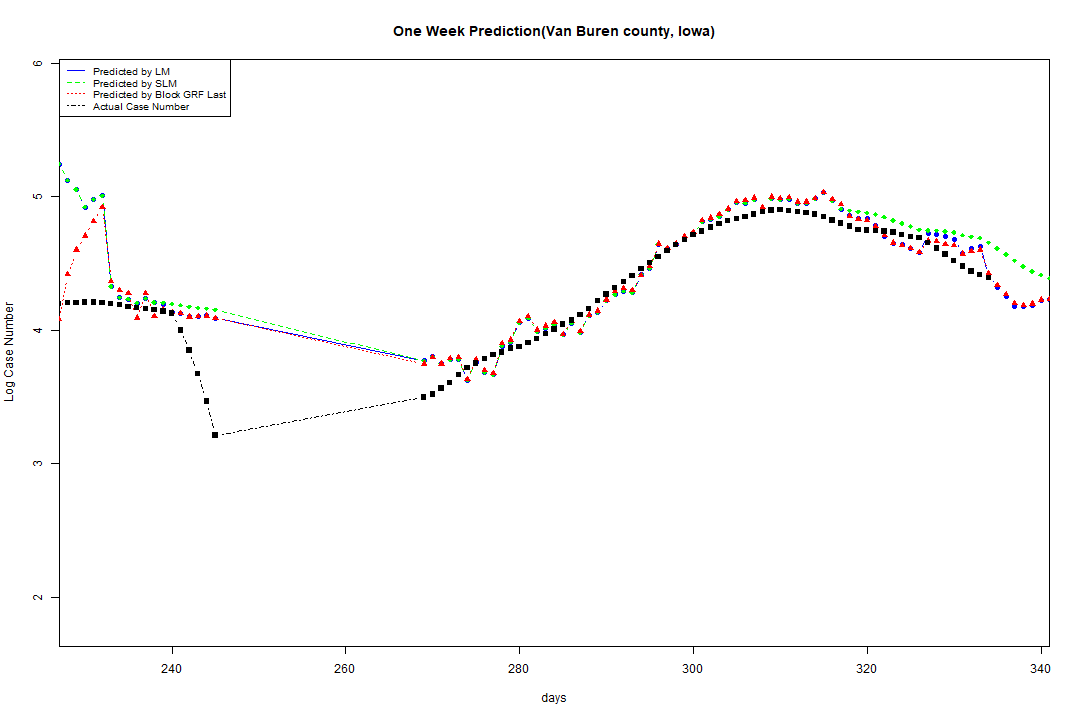 One Week Prediction(Van Buren county, Iowa)
Predicted by LM
Predicted by SLM
Predicted by Block GRF Last
Actual Case Number
6
5
4
3
2
Log Case Number
240 260 280 300 320 340
days